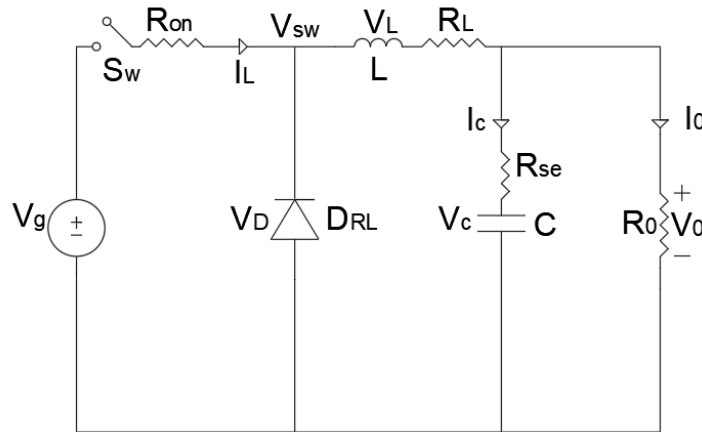 Ron
Vsw
VL
RL
Sw
IL
L
Ic
I0
Rse
Vg
+
−
VD
DRL
Vc
C
R0
+
V0
−